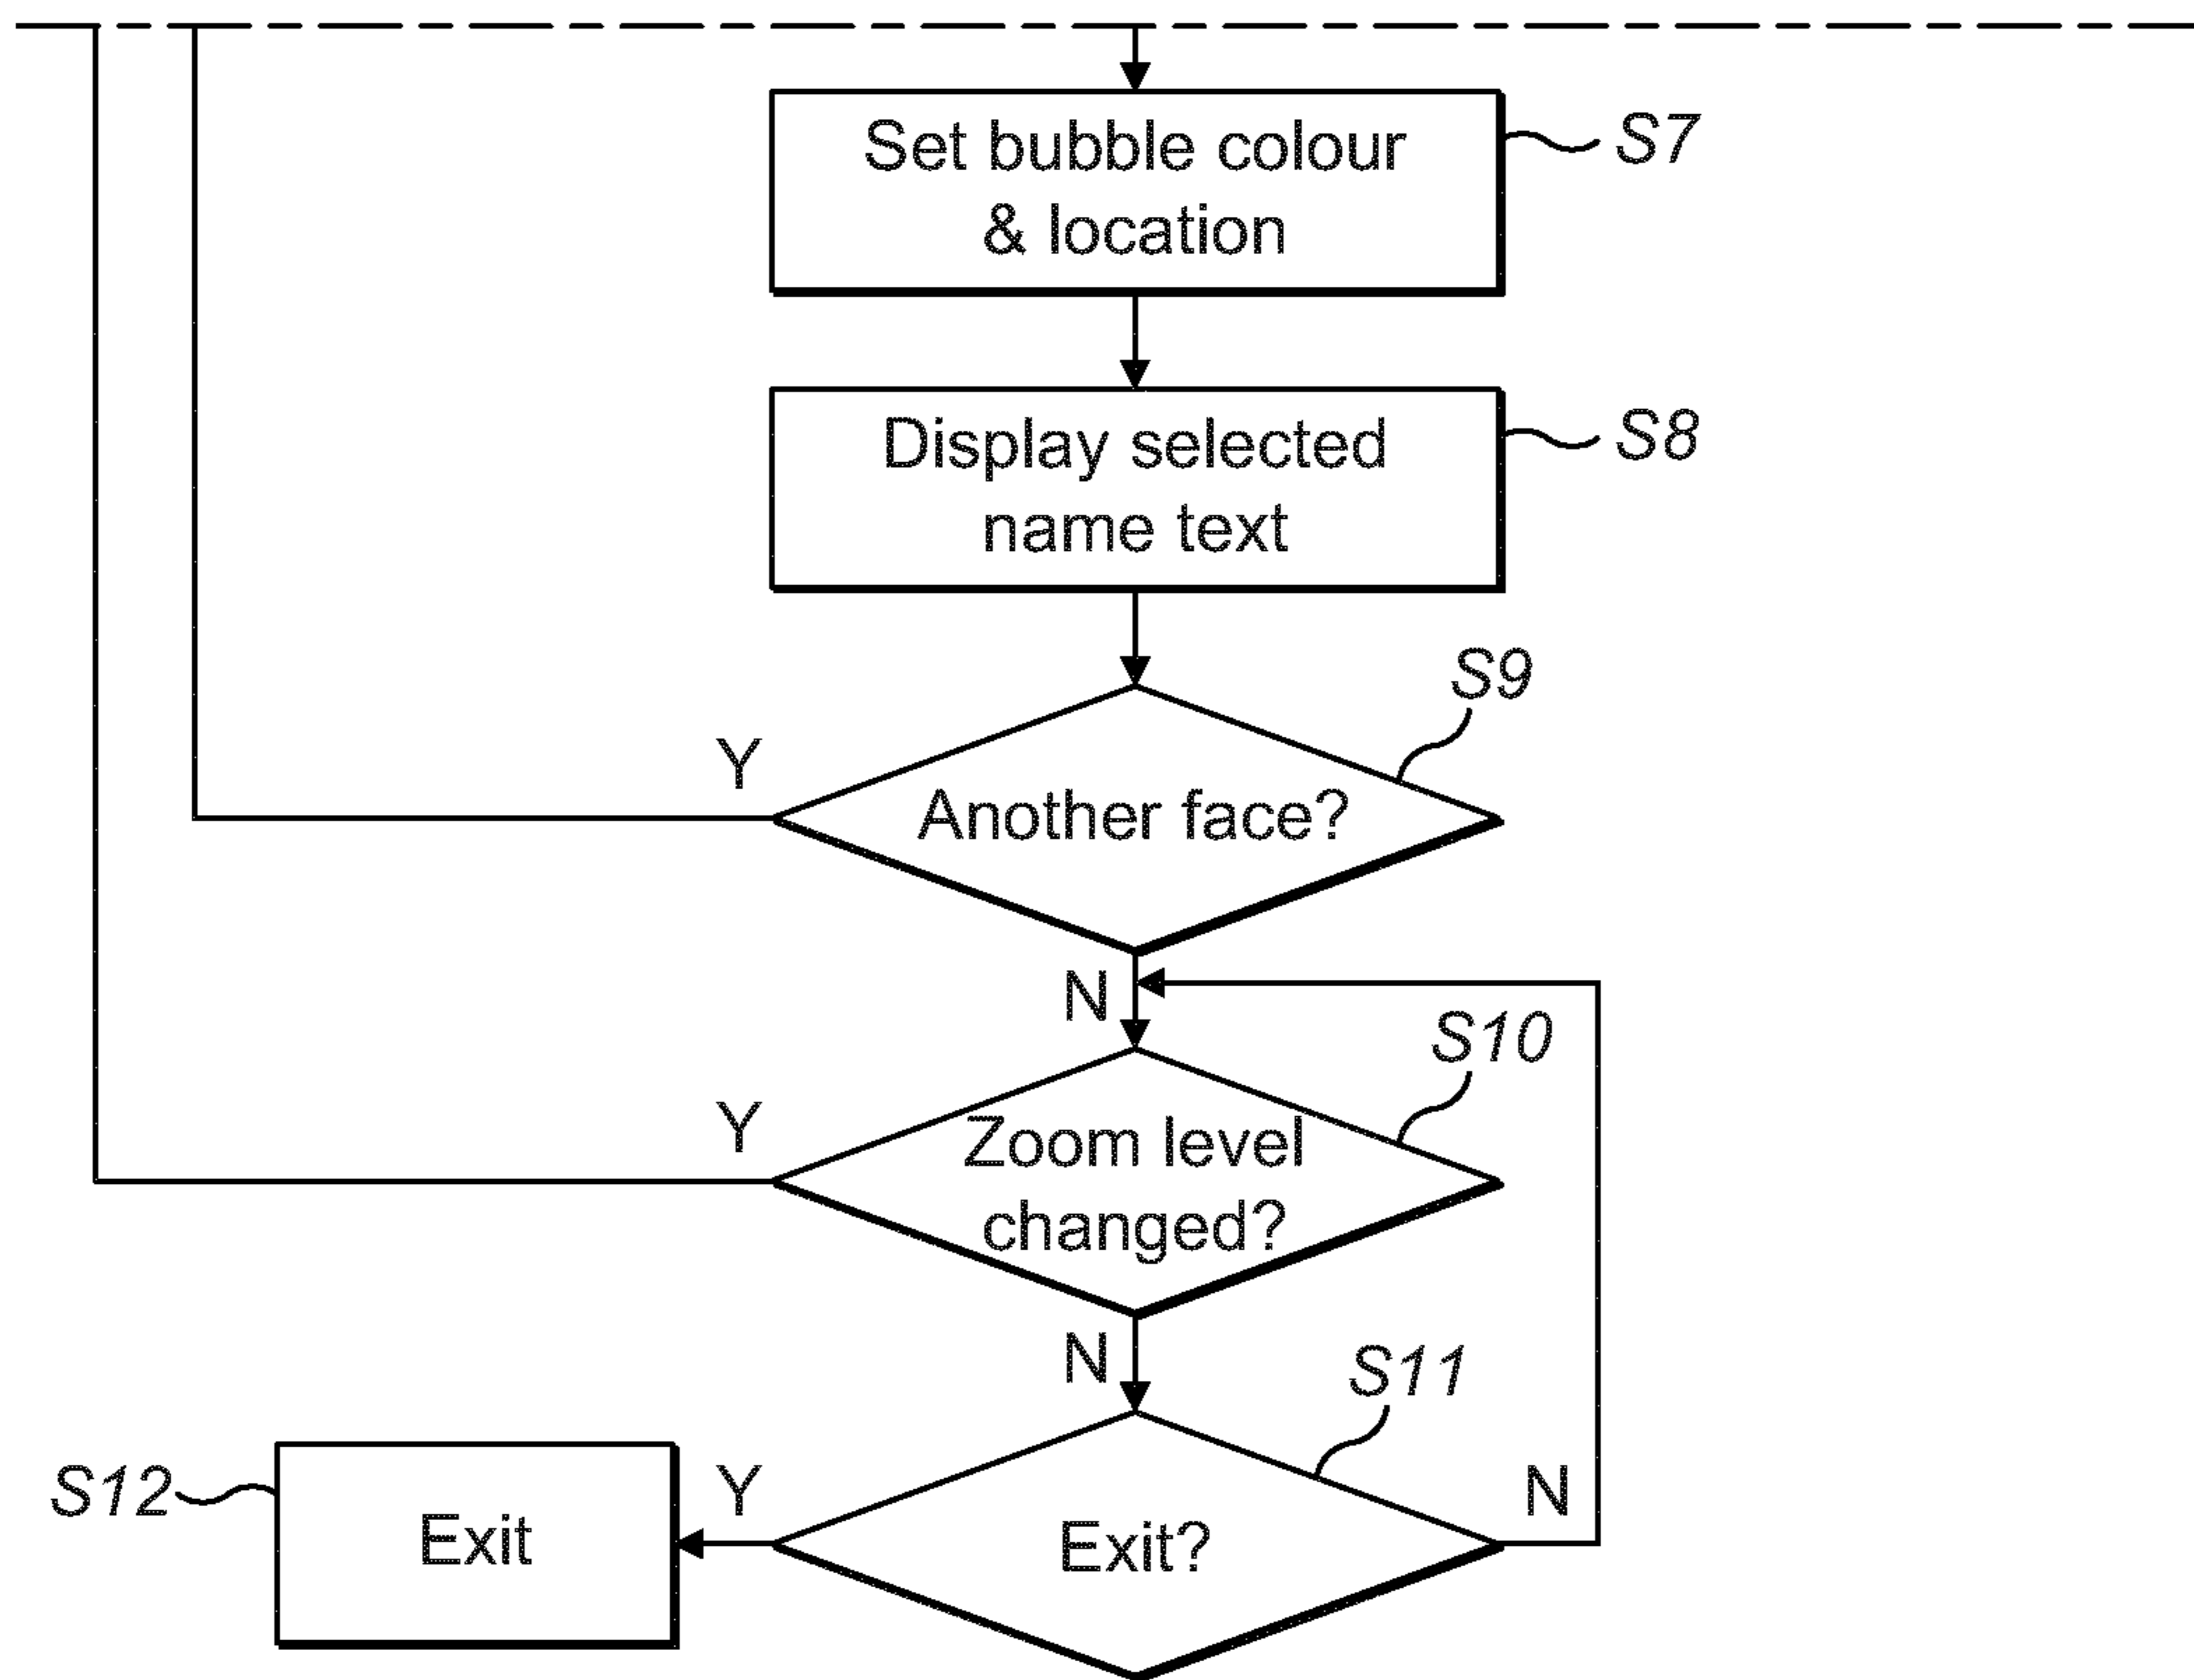 Set bubble colour
& location
S7
Display selected
name text
S8
S9
Y
Another face?
N
S10
Y
Zoom level
changed?
N
S11
S12
Exit
Y
Exit?
N